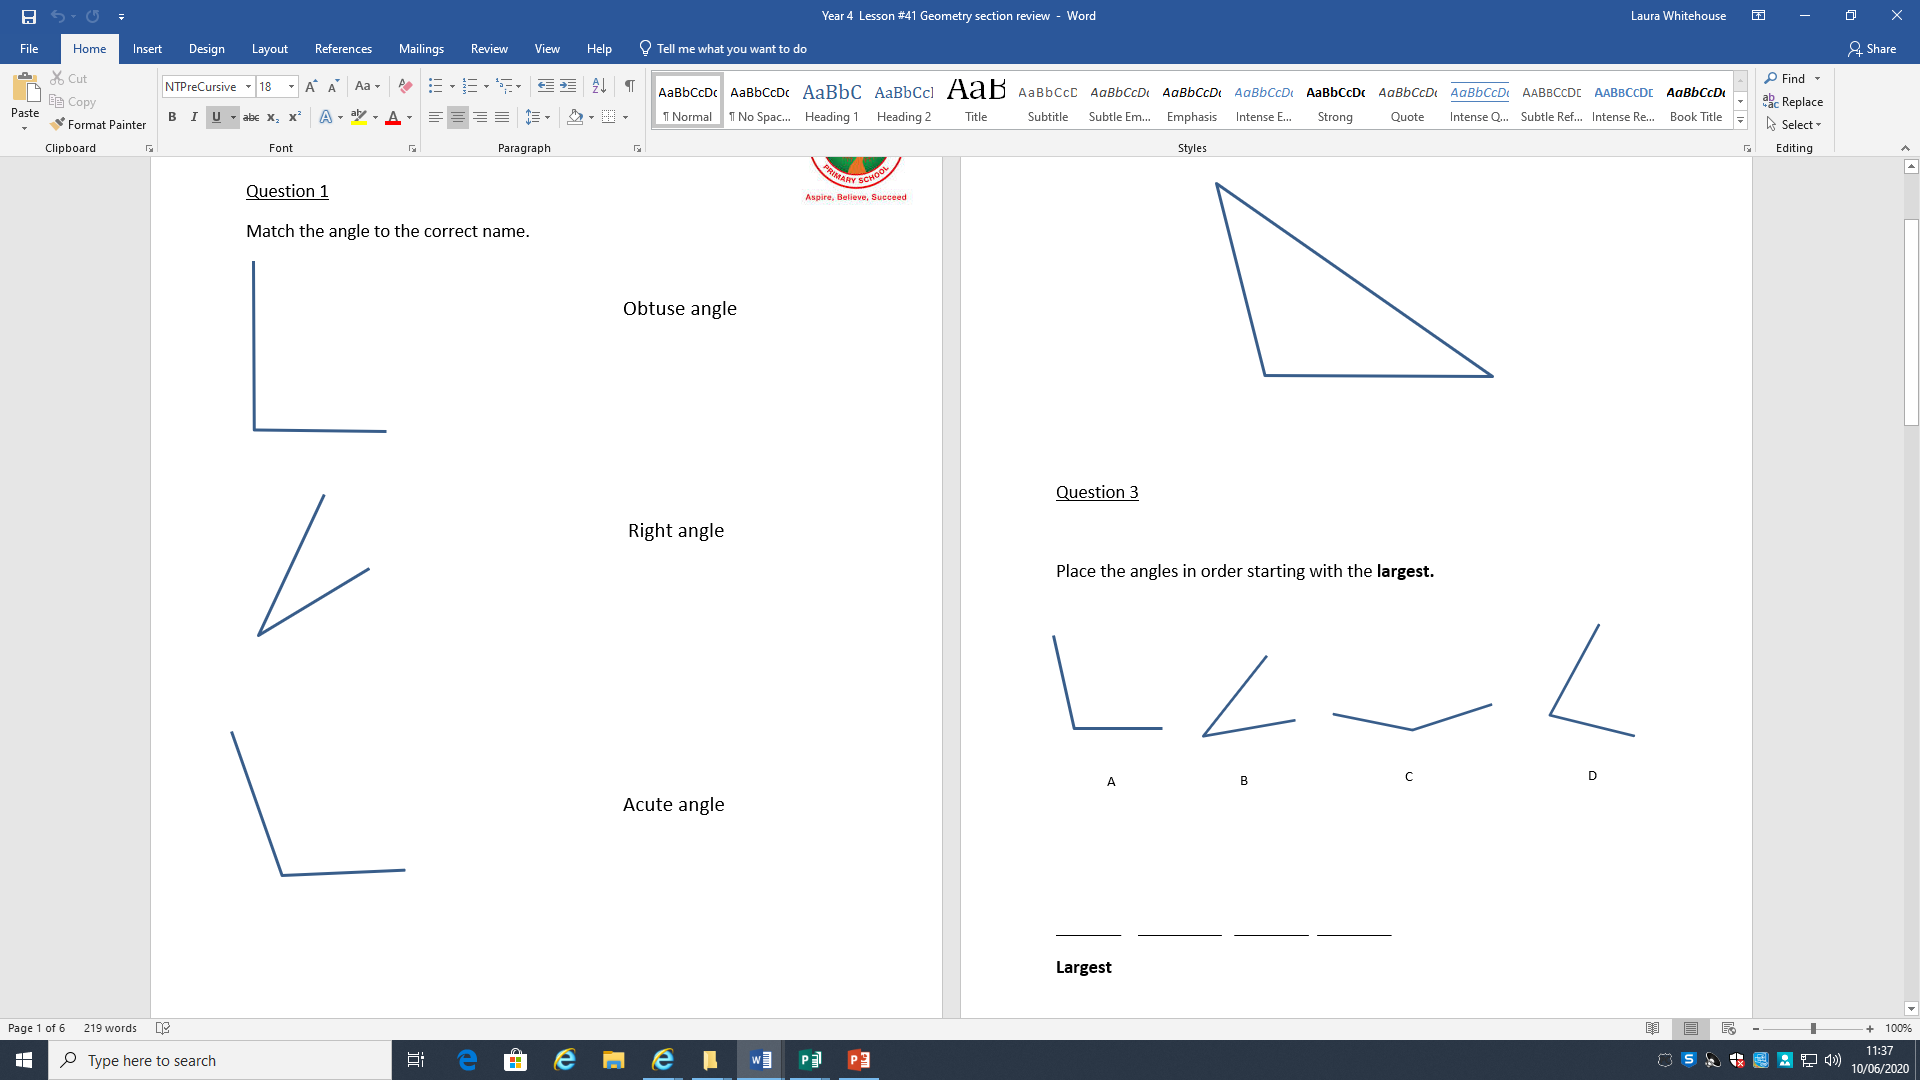 Year 4 Lesson #41 Geometry section review - Word
Laura Whitehouse
File Home Insert Design Layout References Mailings Review View Help Tell me what you want to do
Share
Paste
Cut
Copy
Format Painter
Clipboard
NTPreCursive 18
Font
Paragraph
AaBbCcDc AaBbCcDc AaBbC AaBbCcI AaB AaBbCcD AaBbCcDc AaBbCcDc AaBbCcDc AaBbCcDc AaBbCcDc AaBbCcDc AaBbCcDE AaBbCcDE AaBbCcDc
¶ Normal ¶ No Spac... Heading 1 Heading 2 Title Subtitle Subtle Em... Emphasis Intense E... Strong Quote Intense Q... Subtle Ref... Intense Re... Book Title
Styles
Find
Replace
Select
Editing
PRIMARY SCHOOL
Aspire, Believe, Succeed
Question 1
Match the angle to the correct name.
Obtuse angle
Right angle
Acute angle
Question 3
Place the angles in order starting with the largest.
A B C D
Largest
Page 1 of 6 219 words
100%
Type here to search
11:37
10/06/2020